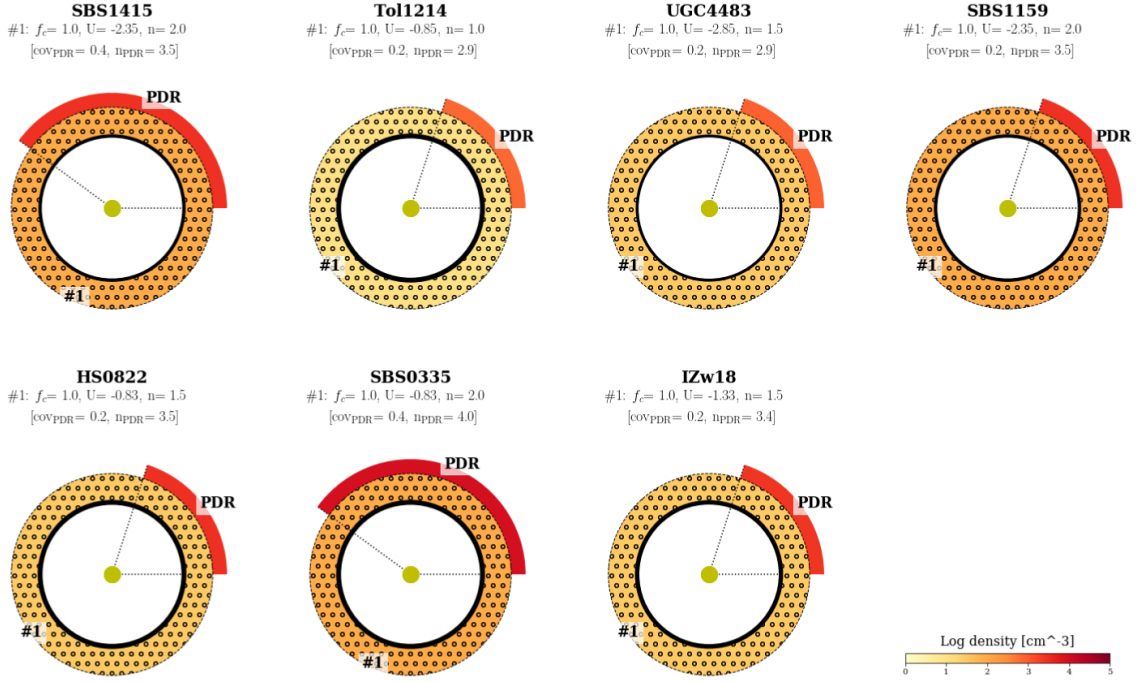 SBS1415
#1: f_c= 1.0, U= -2.35, n= 2.0
[cov_PDR= 0.4, n_PDR= 3.5]
PDR
#1
Tol1214
#1: f_c= 1.0, U= -0.85, n= 1.0
[cov_PDR= 0.2, n_PDR= 2.9]
PDR
#1
UGC4483
#1: f_c= 1.0, U= -2.85, n= 1.5
[cov_PDR= 0.2, n_PDR= 2.9]
PDR
#1
SBS1159
#1: f_c= 1.0, U= -2.35, n= 2.0
[cov_PDR= 0.2, n_PDR= 3.5]
PDR
#1
HS0822
#1: f_c= 1.0, U= -0.83, n= 1.5
[cov_PDR= 0.2, n_PDR= 3.5]
PDR
#1
SBS0335
#1: f_c= 1.0, U= -0.83, n= 2.0
[cov_PDR= 0.4, n_PDR= 4.0]
PDR
#1
IZw18
#1: f_c= 1.0, U= -1.33, n= 1.5
[cov_PDR= 0.2, n_PDR= 3.4]
PDR
#1
Log density [cm^-3]
0 1 2 3 4 5